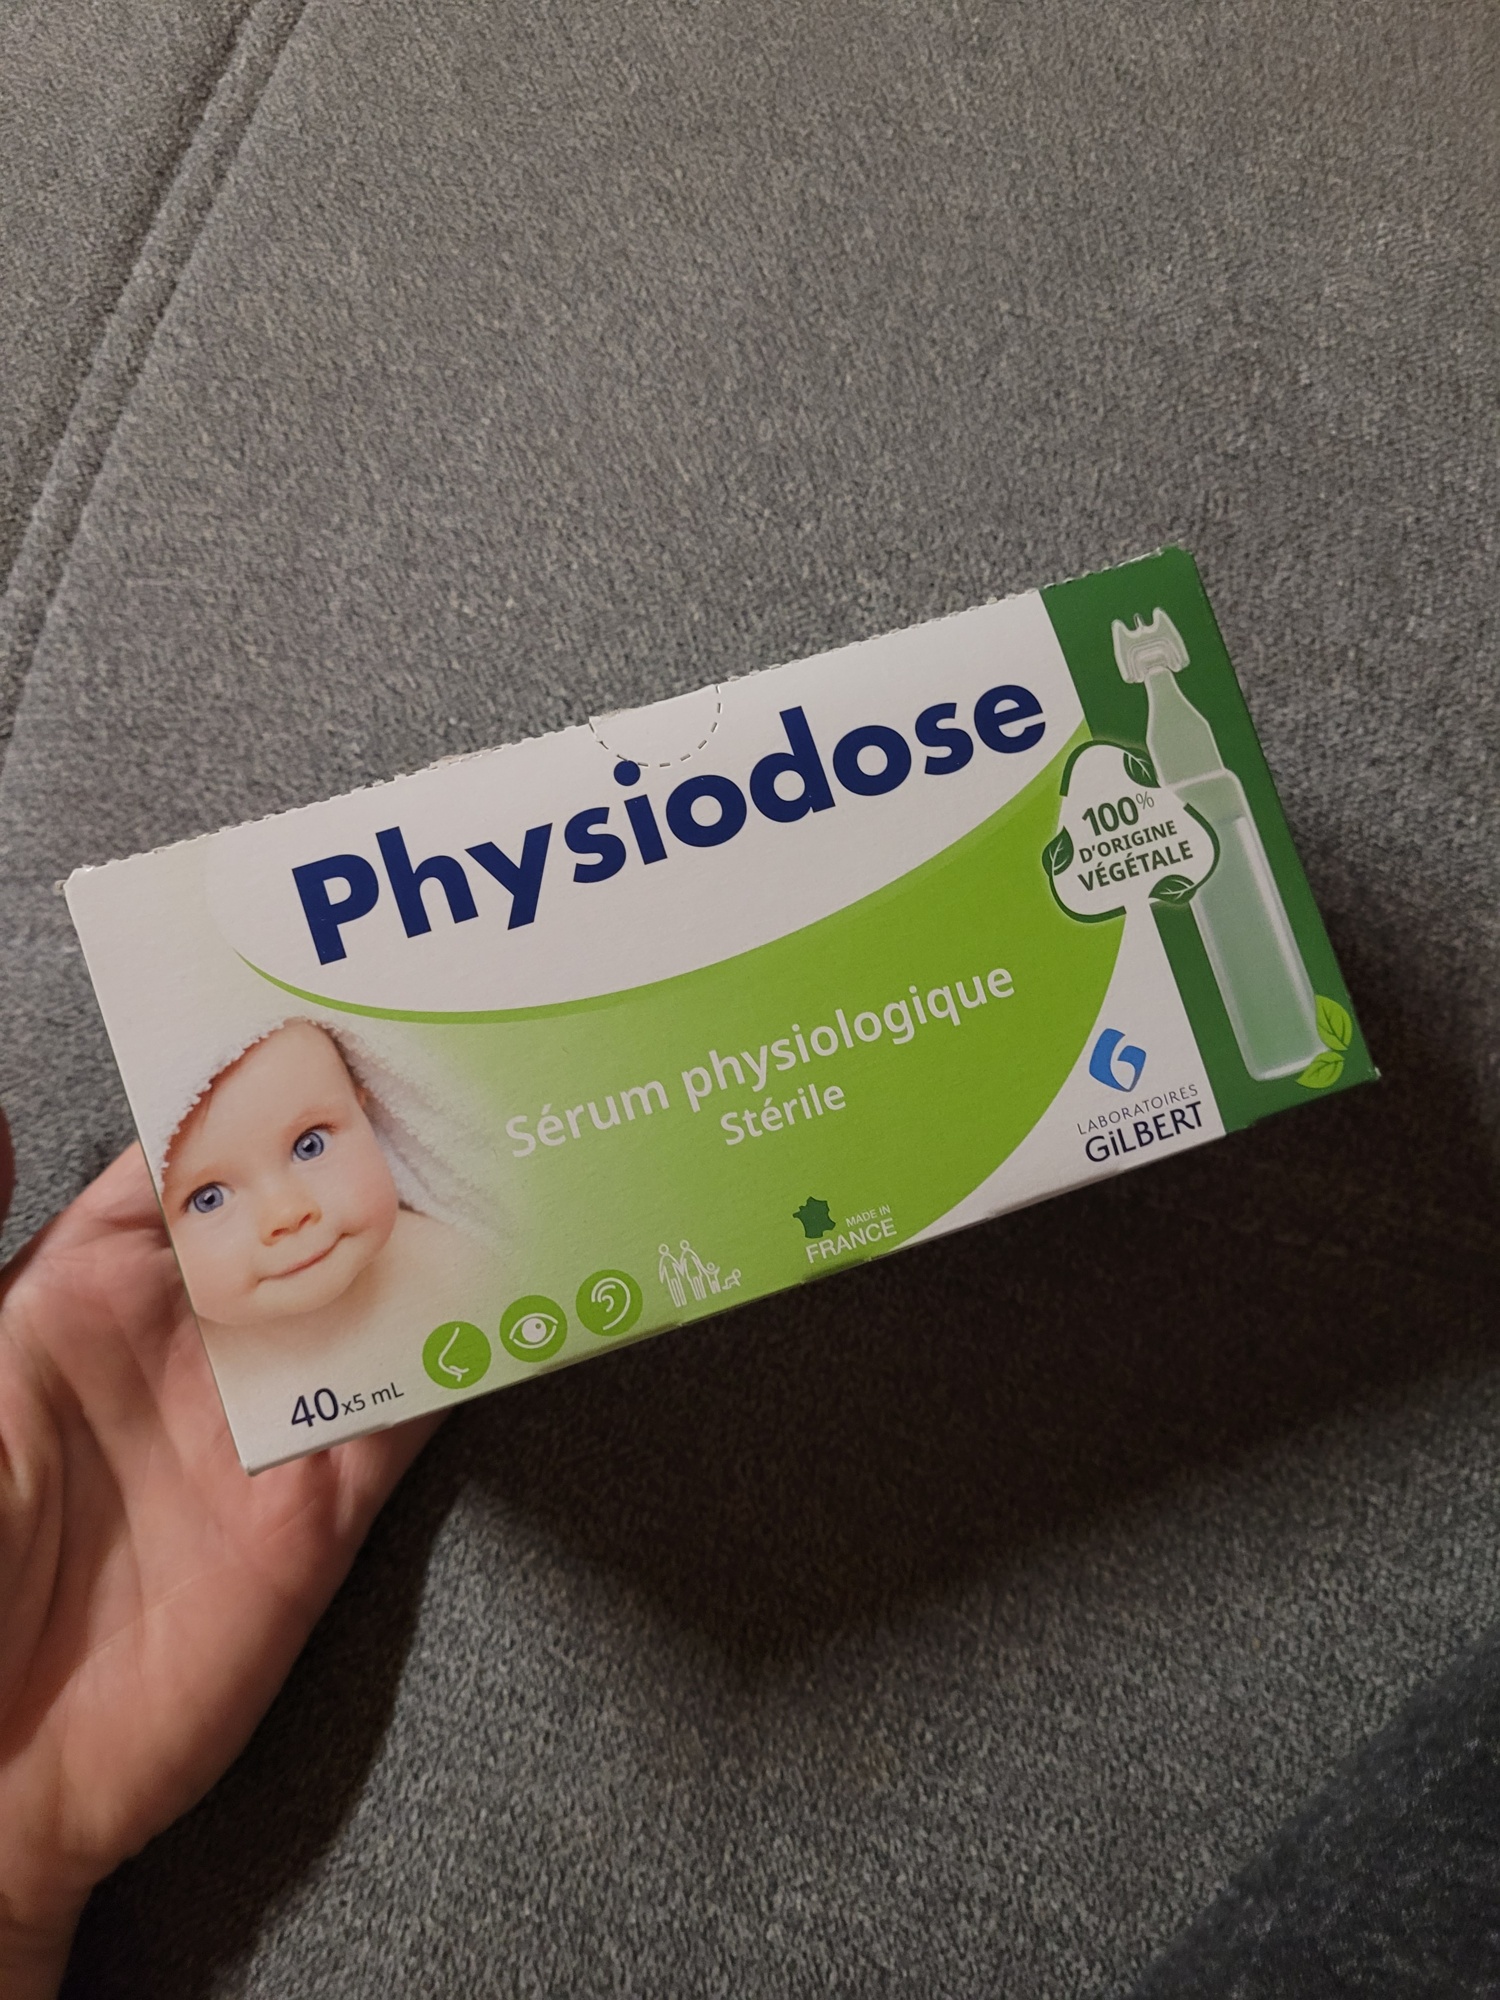 Physiodose
100%
D'ORIGINE
VÉGÉTALE
Sérum physiologique
Stérile
LABORATOIRES
GiLBERT
MADE IN
FRANCE
40x5 mL